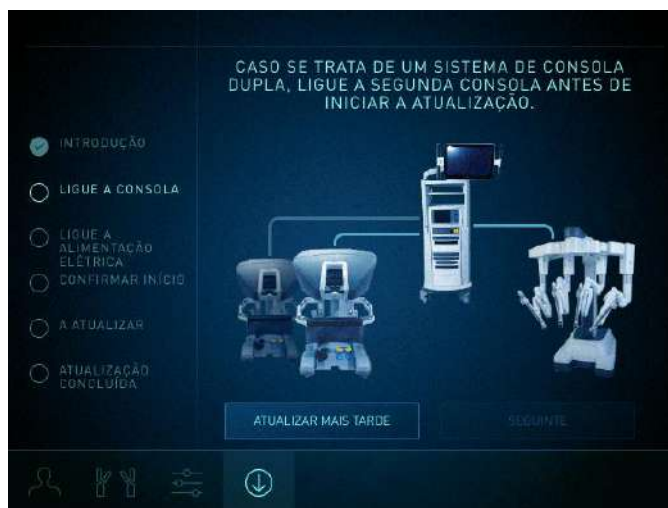 CASO SE TRATA DE UM SISTEMA DE CONSOLA
DUPLA, LIGUE A SEGUNDA CONSOLA ANTES DE
INICIAR A ATUALIZAÇÃO.
INTRODUÇÃO
LIGUE A CONSOLA
LIGUE A
ALIMENTAÇÃO
ELÉTRICA
CONFIRMAR INÍCIO
A ATUALIZAR
ATUALIZAÇÃO
CONCLUÍDA
ATUALIZAR MAIS TARDE
SEGUINTE